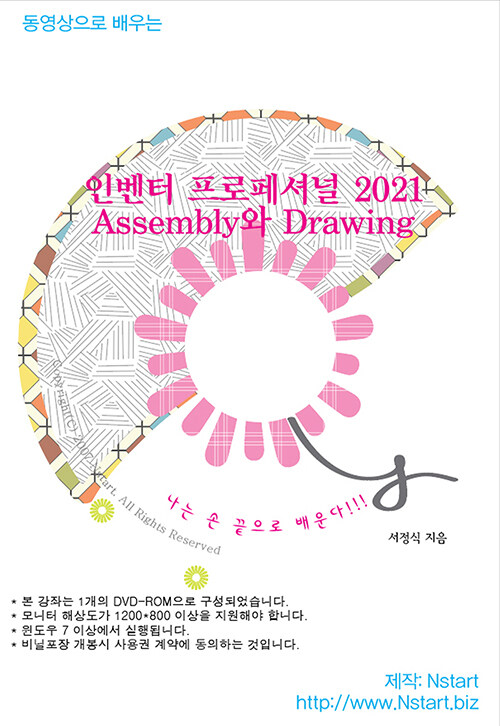 동영상으로 배우는
인벤터 프로페셔널 2021
Assembly와 Drawing
Copyright(c) 2007 Nstart. All Rights Reserved
나는 손 끝으로 배운다!!!
서정식 지음
* 본 강좌는 1개의 DVD-ROM으로 구성되었습니다.
* 모니터 해상도가 1200*800 이상을 지원해야 합니다.
* 윈도우 7 이상에서 실행됩니다.
* 비닐포장 개봉시 사용권 계약에 동의하는 것입니다.
제작: Nstart
http://www.Nstart.biz